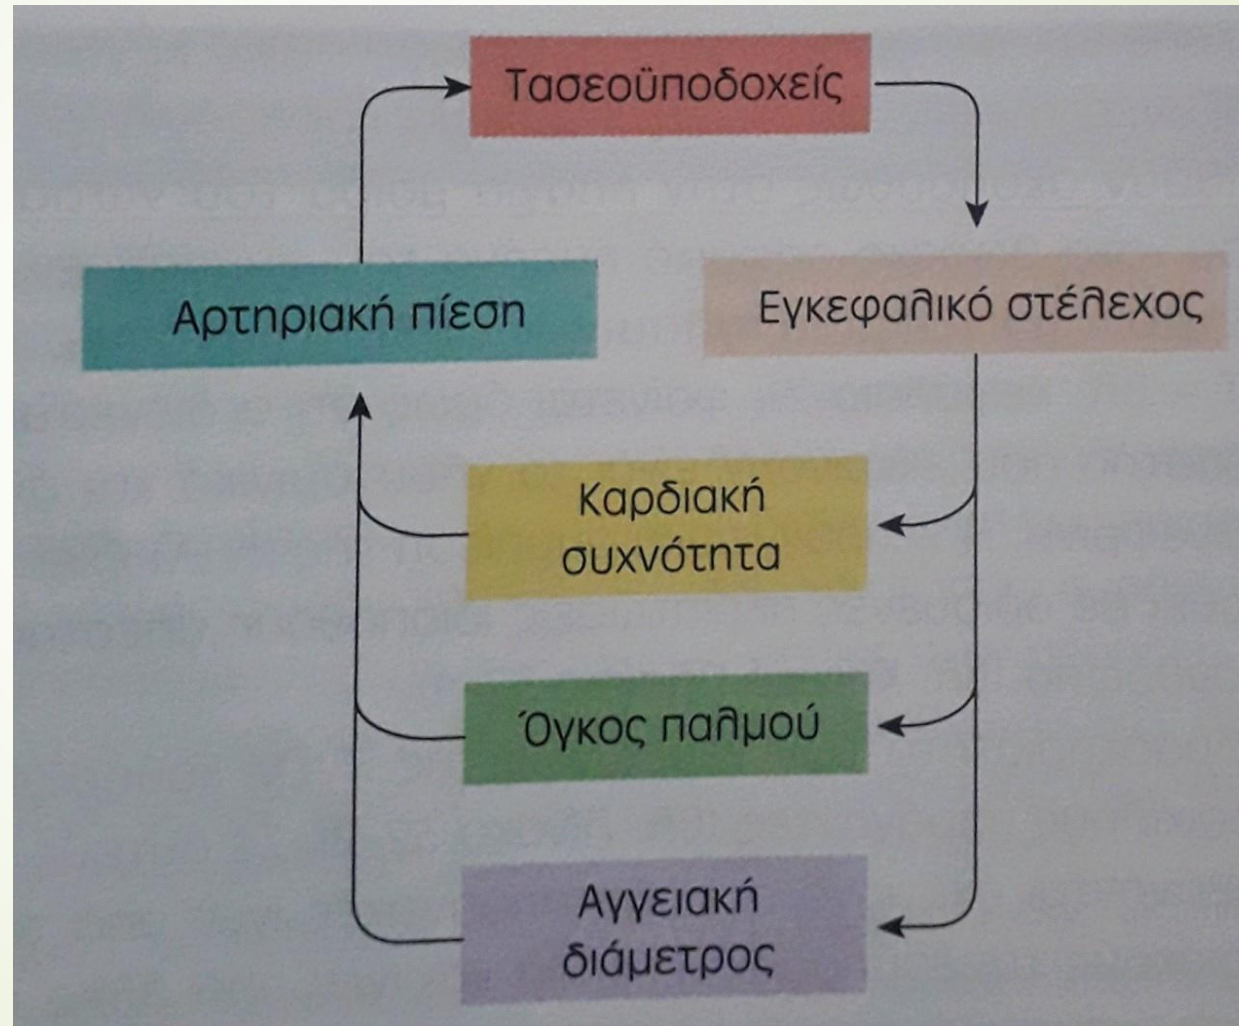 Τασεοϋποδοχείς
Αρτηριακή πίεση
Εγκεφαλικό στέλεχος
Καρδιακή
συχνότητα
Όγκος παλμού
Αγγειακή
διάμετρος